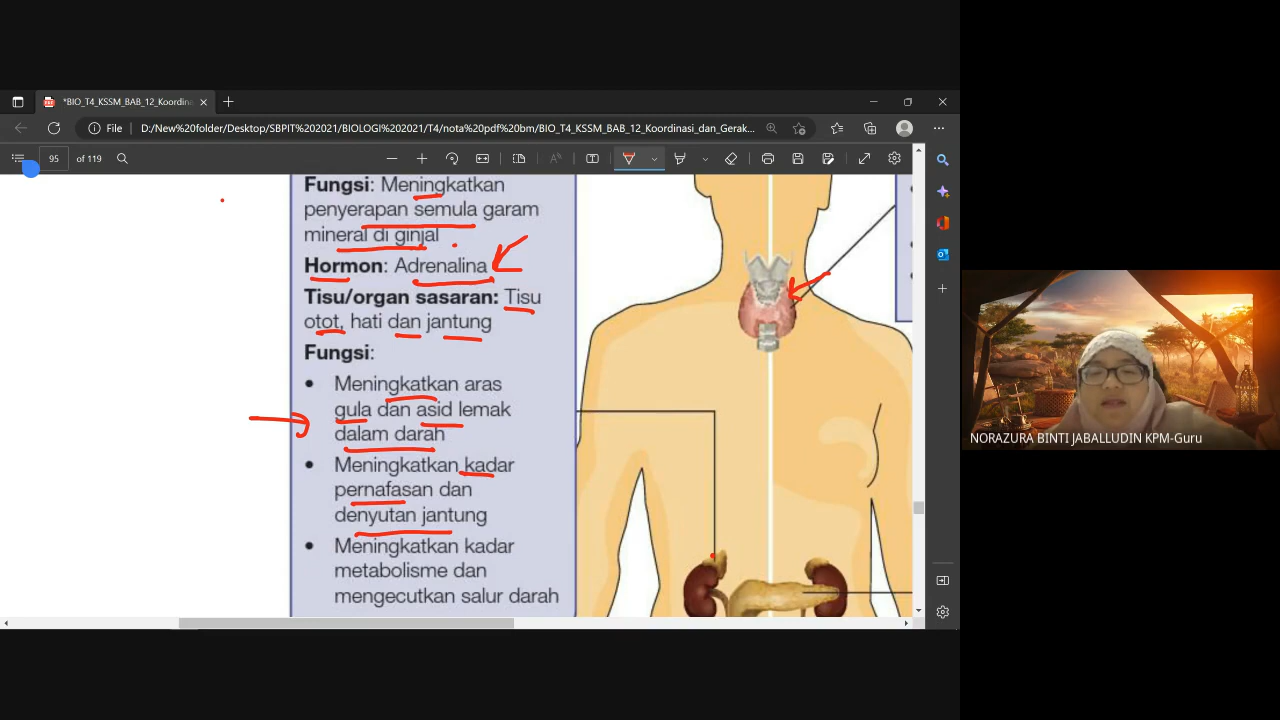 *BIO_T4_KSSM_BAB_12_Koordina
File
D:/New%20folder/Desktop/SBPIT%202021/BIOLOGI%202021/T4/nota%20pdf%20bm/BIO_T4_KSSM_BAB_12_Koordinasi_dan_Gerak...
95 of 119
Fungsi: Meningkatkan
penyerapan semula garam
mineral di ginjal
Hormon: Adrenalina
Tisu/organ sasaran: Tisu
otot, hati dan jantung
Fungsi:
• Meningkatkan aras
gula dan asid lemak
dalam darah
• Meningkatkan kadar
pernafasan dan
denyutan jantung
• Meningkatkan kadar
metabolisme dan
mengecutkan salur darah
NORAZURA BINTI JABALLUDIN KPM-Guru